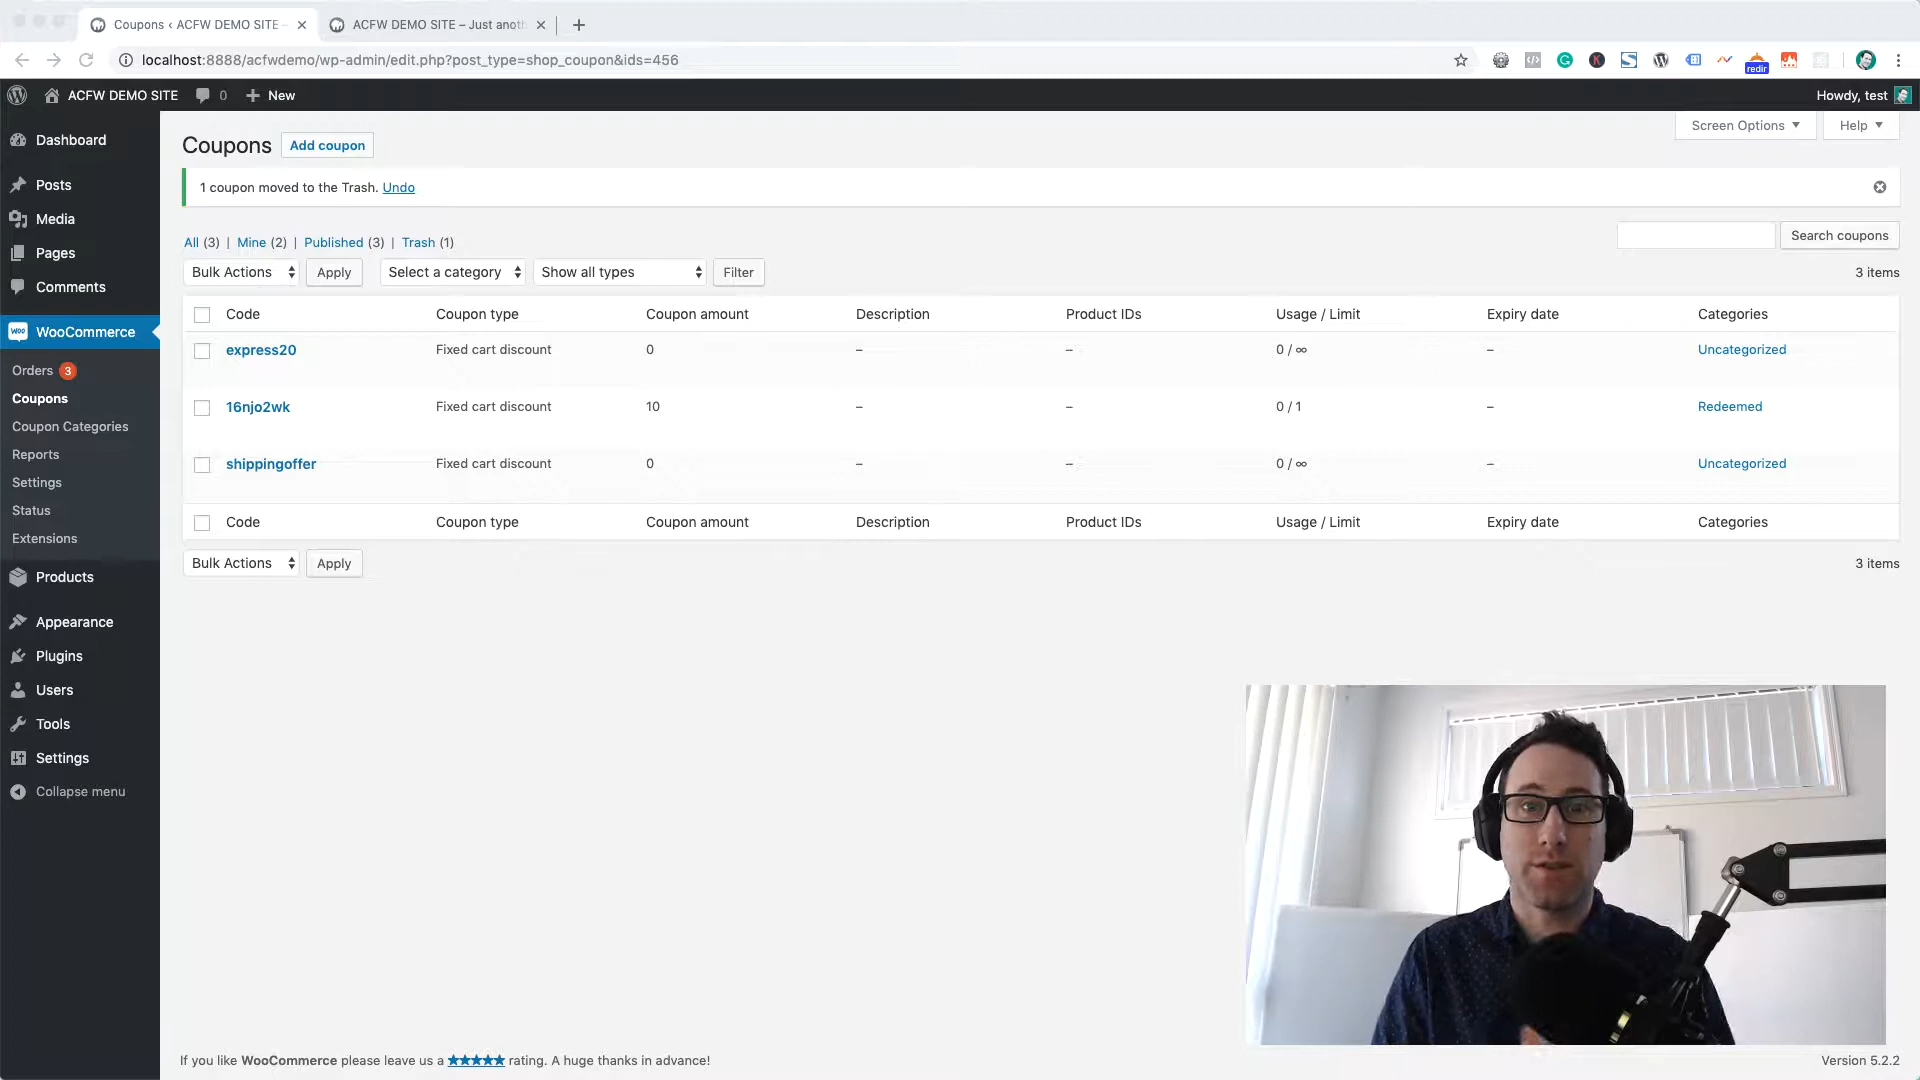 Coupons ‹ ACFW DEMO SITE –
ACFW DEMO SITE – Just anoth
localhost:8888/acfwdemo/wp-admin/edit.php?post_type=shop_coupon&ids=456
redir
ACFW DEMO SITE
0
New
Howdy, test
Dashboard
Posts
Media
Pages
Comments
WOO
WooCommerce
Orders 3
Coupons
Coupon Categories
Reports
Settings
Status
Extensions
Products
Appearance
Plugins
Users
Tools
Settings
Collapse menu
Screen Options
Help
Coupons
Add coupon
1 coupon moved to the Trash. Undo
All (3) | Mine (2) | Published (3) | Trash (1)
Search coupons
Bulk Actions
Apply
Select a category
Show all types
Filter
3 items
Code Coupon type Coupon amount Description Product IDs Usage / Limit Expiry date Categories
express20 Fixed cart discount 0 – – 0 / ∞ – Uncategorized
16njo2wk Fixed cart discount 10 – – 0 / 1 – Redeemed
shippingoffer Fixed cart discount 0 – – 0 / ∞ – Uncategorized
Code Coupon type Coupon amount Description Product IDs Usage / Limit Expiry date Categories
Bulk Actions
Apply
3 items
If you like WooCommerce please leave us a ★★★★★ rating. A huge thanks in advance!
Version 5.2.2